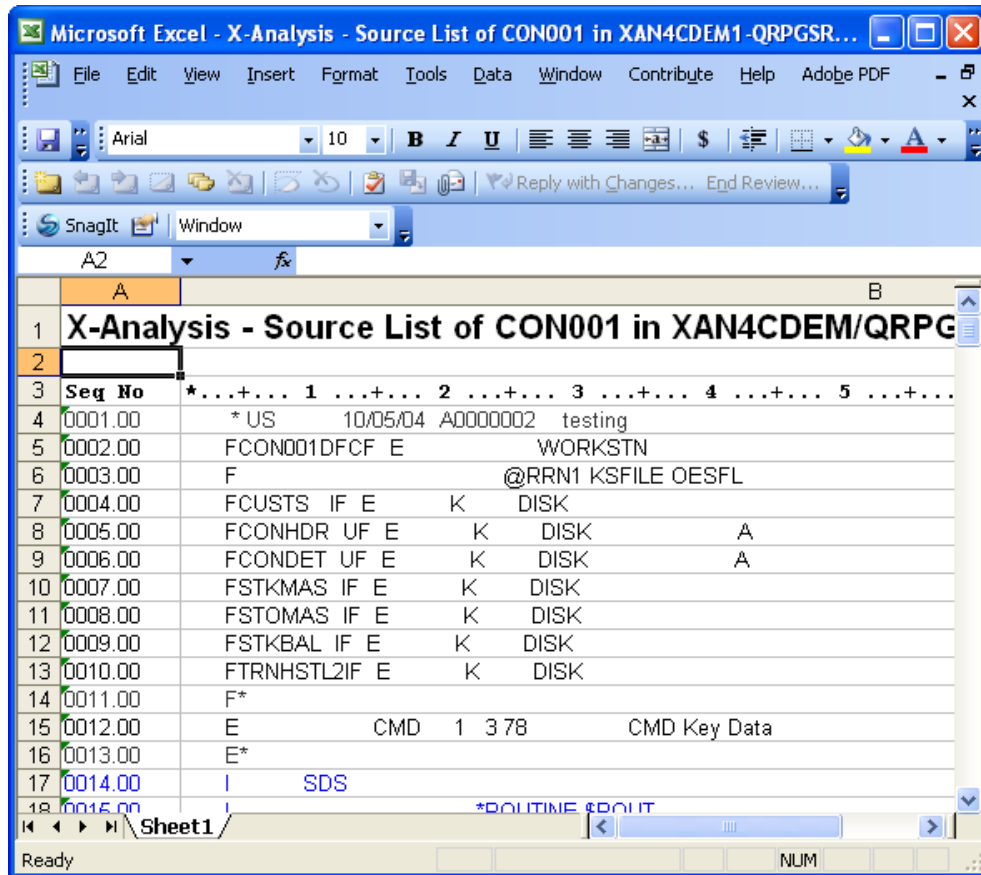 Microsoft Excel - X-Analysis - Source List of CON001 in XAN4CDEM1-QRPGSR...
File Edit View Insert Format Tools Data Window Contribute Help Adobe PDF
Arial 10 B I U $ A
Reply with Changes... End Review...
SnagIt Window
A2 fx
A B
1 X-Analysis - Source List of CON001 in XAN4CDEM/QRPG
2
3 Seq No *...+... 1 ...+... 2 ...+... 3 ...+... 4 ...+... 5 ...+...
4 0001.00 * US 10/05/04 A0000002 testing
5 0002.00 FCON001DFCF E WORKSTN
6 0003.00 F @RRN1 KSFILE OESFL
7 0004.00 FCUSTS IF E K DISK
8 0005.00 FCONHDR UF E K DISK A
9 0006.00 FCONDET UF E K DISK A
10 0007.00 FSTKMAS IF E K DISK
11 0008.00 FSTOMAS IF E K DISK
12 0009.00 FSTKBAL IF E K DISK
13 0010.00 FTRNHSTL2IF E K DISK
14 0011.00 F*
15 0012.00 E CMD 1 3 78 CMD Key Data
16 0013.00 E*
17 0014.00 I SDS
18 0015.00 I *ROUTINE $ROUT
Sheet1
Ready NUM